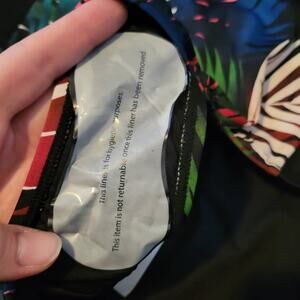 This liner is for hygiene purposes.
This item is not returnable once this liner has been removed